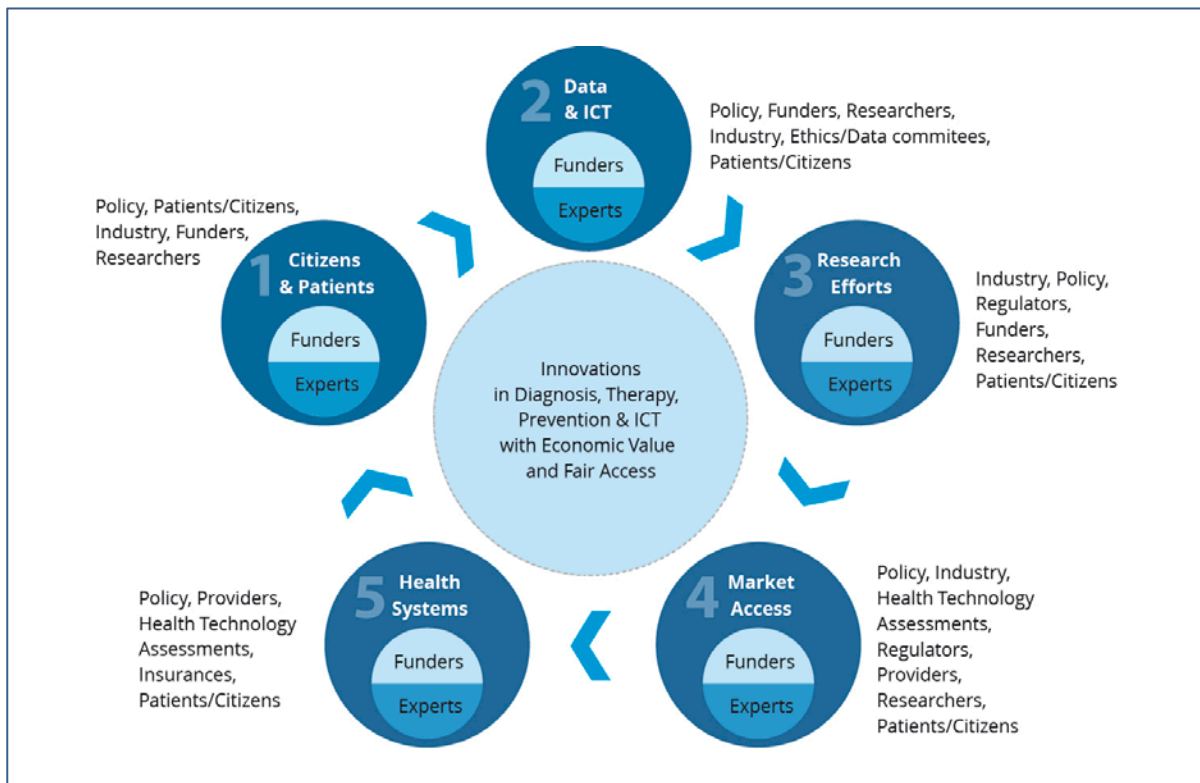 2
Data
& ICT
Funders
Experts
Policy, Funders, Researchers,
Industry, Ethics/Data commitees,
Patients/Citizens
Policy, Patients/Citizens,
Industry, Funders,
Researchers
1
Citizens
& Patients
Funders
Experts
3
Research
Efforts
Funders
Experts
Industry, Policy,
Regulators,
Funders,
Researchers,
Patients/Citizens
Innovations
in Diagnosis, Therapy,
Prevention & ICT
with Economic Value
and Fair Access
Policy, Providers,
Health Technology
Assessments,
Insurances,
Patients/Citizens
5
Health
Systems
Funders
Experts
4
Market
Access
Funders
Experts
Policy, Industry,
Health Technology
Assessments,
Regulators,
Providers,
Researchers,
Patients/Citizens